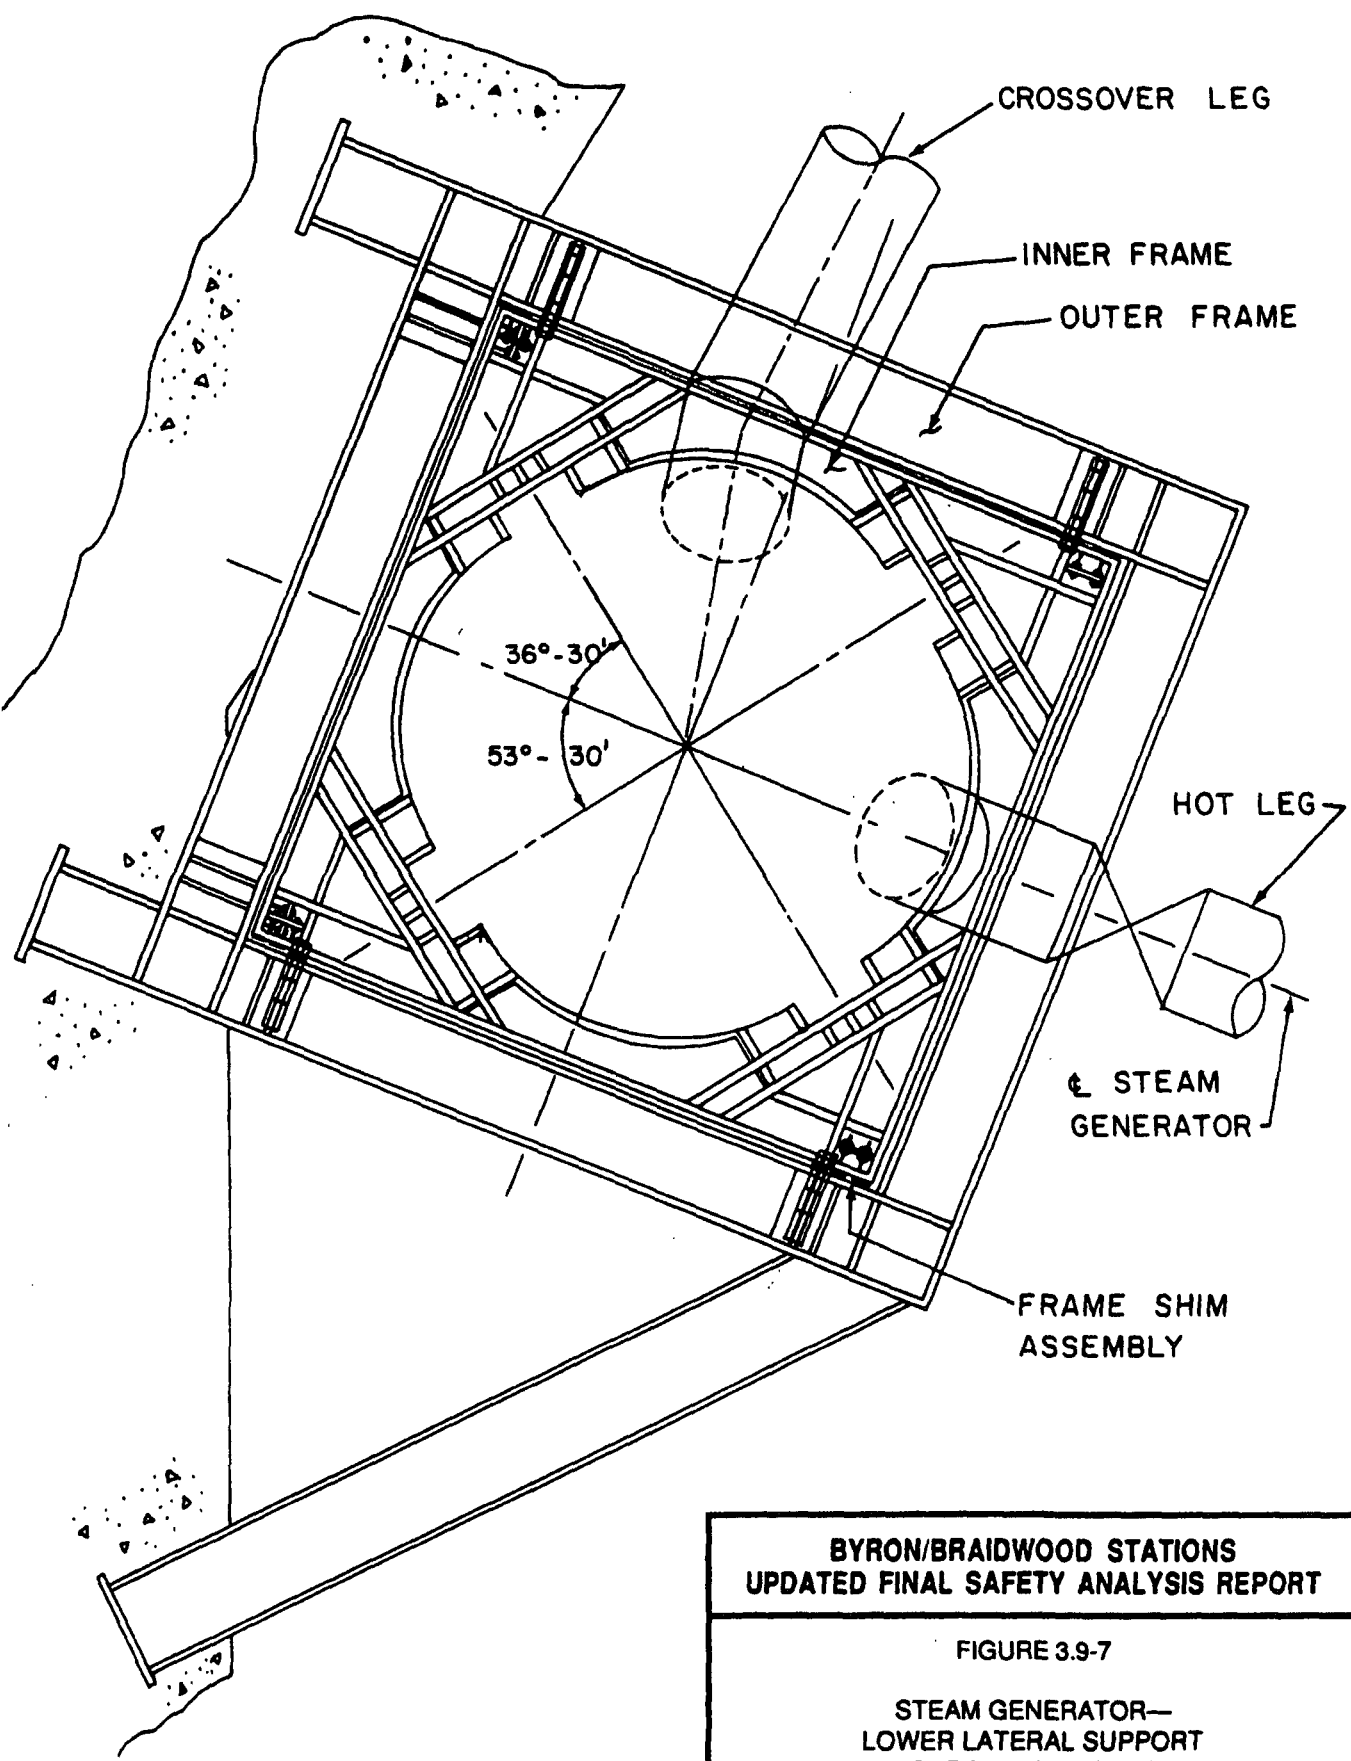 CROSSOVER LEG
INNER FRAME
OUTER FRAME
36°-30'
53°-30'
HOT LEG
℄ STEAM
GENERATOR
FRAME SHIM
ASSEMBLY
BYRON/BRAIDWOOD STATIONS
UPDATED FINAL SAFETY ANALYSIS REPORT
FIGURE 3.9-7
STEAM GENERATOR—
LOWER LATERAL SUPPORT